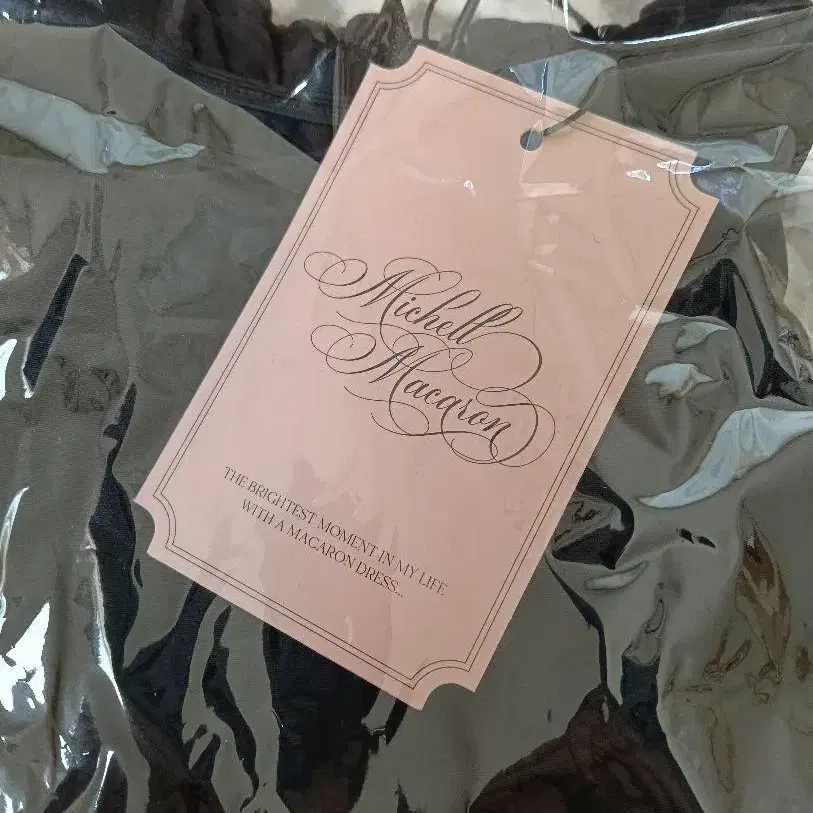 Michell
Macaron
THE BRIGHTEST MOMENT IN MY LIFE
WITH A MACARON DRESS...